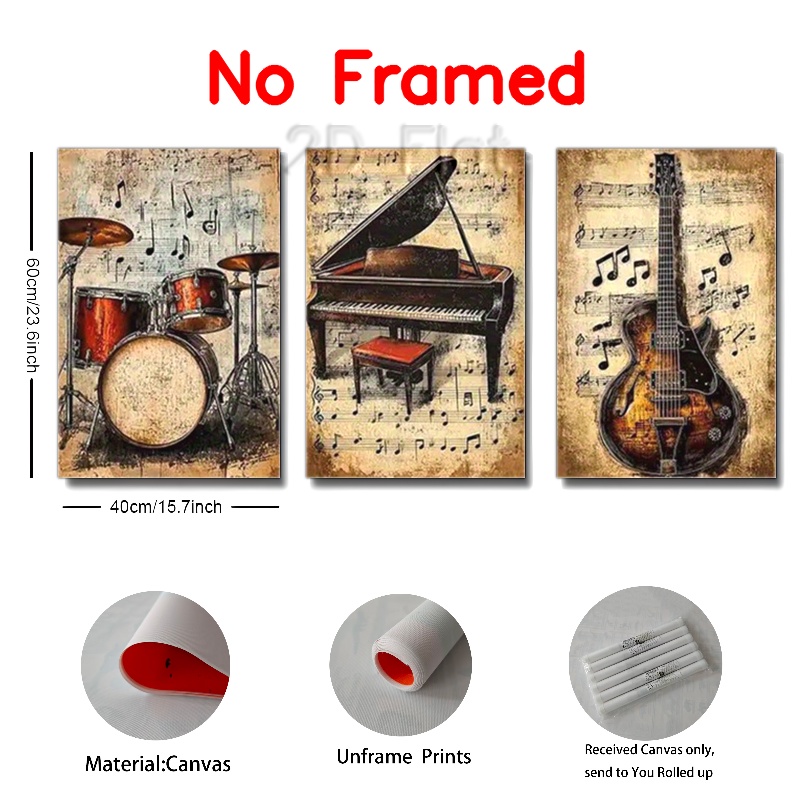 No Framed
2D Flat
60cm/23.6inch
40cm/15.7inch
Material:Canvas
Unframe Prints
Received Canvas only,
send to You Rolled up